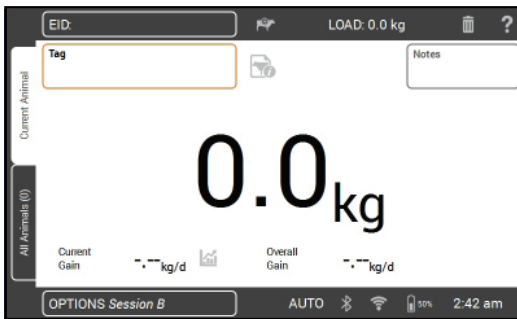 EID:
LOAD: 0.0 kg
?
Tag
Notes
Current Animal
All Animals (0)
0.0kg
Current Gain
-.--kg/d
Overall Gain
-.--kg/d
OPTIONS Session B
AUTO
50%
2:42 am